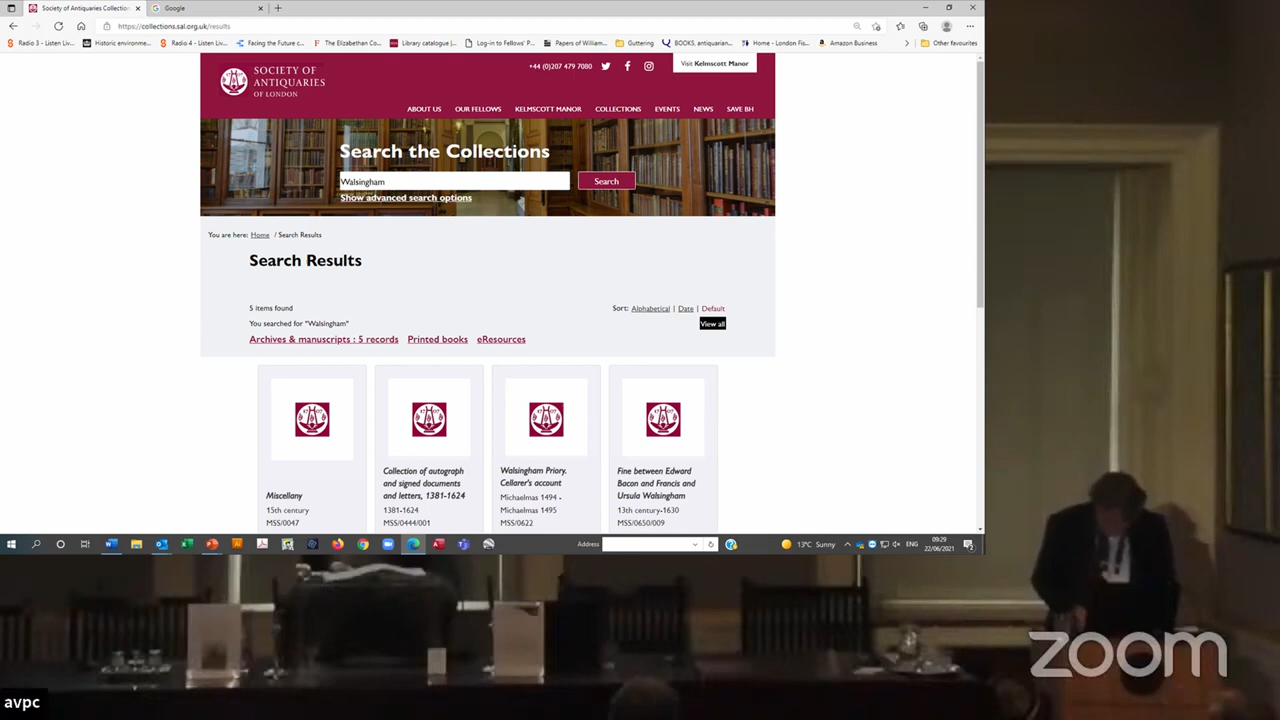 Society of Antiquaries Collection
Google
https://collections.sal.org.uk/results
Radio 3 - Listen Liv...
Historic environme...
Radio 4 - Listen Liv...
Facing the Future c...
The Elizabethan Co...
Library catalogue |...
Log-in to Fellows' P...
Papers of William...
Guttering
BOOKS, antiquarian...
Home - London Fis...
Amazon Business
Other favourites
SOCIETY OF
ANTIQUARIES
OF LONDON
+44 (0)207 479 7080
Visit Kelmscott Manor
ABOUT US OUR FELLOWS KELMSCOTT MANOR COLLECTIONS EVENTS NEWS SAVE BH
Search the Collections
Walsingham
Search
Show advanced search options
You are here: Home / Search Results
Search Results
5 items found
Sort: Alphabetical | Date | Default
You searched for "Walsingham"
View all
Archives & manuscripts : 5 records Printed books eResources
Miscellany
15th century
MSS/0047
Collection of autograph
and signed documents
and letters, 1381-1624
1381-1624
MSS/0444/001
Walsingham Priory.
Cellarer's account
Michaelmas 1494 -
Michaelmas 1495
MSS/0622
Fine between Edward
Bacon and Francis and
Ursula Walsingham
13th century-1630
MSS/0650/009
Address
13°C Sunny
ENG
09:29
22/06/2021
zoom
avpc